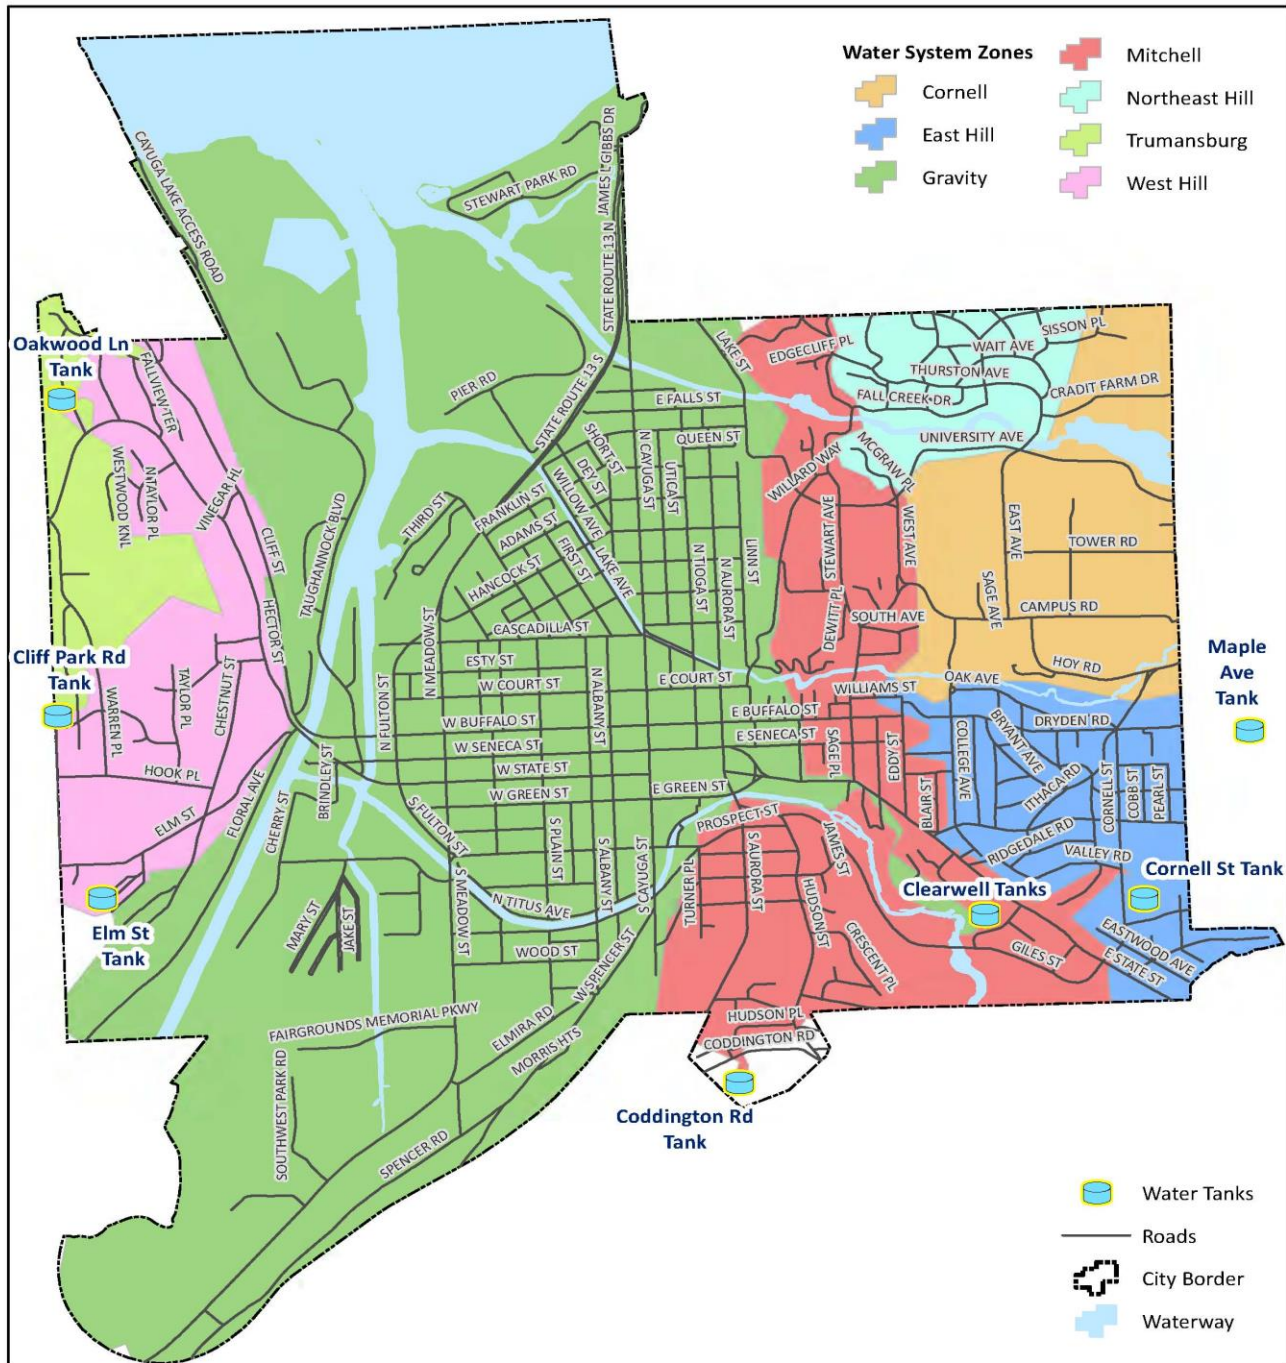 Water System Zones
Cornell
East Hill
Gravity
Mitchell
Northeast Hill
Trumansburg
West Hill
CAYUGA LAKE ACCESS ROAD
STEWART PARK RD
JAMES L GIBBS DR
STATE ROUTE 13 N
STATE ROUTE 13 S
PIER RD
LAKE ST
EDGECLIFF PL
WAIT AVE
SISSON PL
THURSTON AVE
CRADIT FARM DR
FALL CREEK DR
UNIVERSITY AVE
MCGRAW PL
WILLARD WAY
Oakwood Ln
Tank
FALLVIEW TER
WESTWOOD KNL
N TAYLOR PL
VINEGAR HL
CLIFF ST
TAUGHANNOCK BLVD
HECTOR ST
THIRD ST
FRANKLIN ST
ADAMS ST
HANCOCK ST
FIRST ST
SHORT ST
DEY ST
WILLOW AVE
LAKE AVE
E FALLS ST
QUEEN ST
N CAYUGA ST
UTICA ST
N TIOGA ST
N AURORA ST
LINN ST
STEWART AVE
WEST AVE
DEWITT PL
SOUTH AVE
EAST AVE
TOWER RD
SAGE AVE
CAMPUS RD
HOY RD
OAK AVE
WILLIAMS ST
Maple
Ave
Tank
Cliff Park Rd
Tank
WARREN PL
TAYLOR PL
CHESTNUT ST
HOOK PL
ELM ST
FLORAL AVE
CHERRY ST
BRINDLEY ST
N FULTON ST
N MEADOW ST
CASCADILLA ST
ESTY ST
W COURT ST
N ALBANY ST
E COURT ST
W BUFFALO ST
E BUFFALO ST
W SENECA ST
E SENECA ST
W STATE ST
W GREEN ST
E GREEN ST
SAGE PL
EDDY ST
BLAIR ST
COLLEGE AVE
BRYANT AVE
DRYDEN RD
ITHACA RD
CORNELL ST
COBB ST
PEARL ST
RIDGEDALE RD
VALLEY RD
Cornell St Tank
EASTWOOD AVE
E STATE ST
Clearwell Tanks
GILES ST
Elm St
Tank
MARY ST
JAKE ST
S FULTON ST
S MEADOW ST
S PLAIN ST
S ALBANY ST
S CAYUGA ST
N TITUS AVE
WOOD ST
W SPENCER ST
TURNER PL
PROSPECT ST
S AURORA ST
JAMES ST
HUDSON ST
CRESCENT PL
HUDSON PL
CODDINGTON RD
Coddington Rd
Tank
FAIRGROUNDS MEMORIAL PKWY
ELMIRA RD
MORRIS HTS
SOUTHWEST PARK RD
SPENCER RD
Water Tanks
Roads
City Border
Waterway